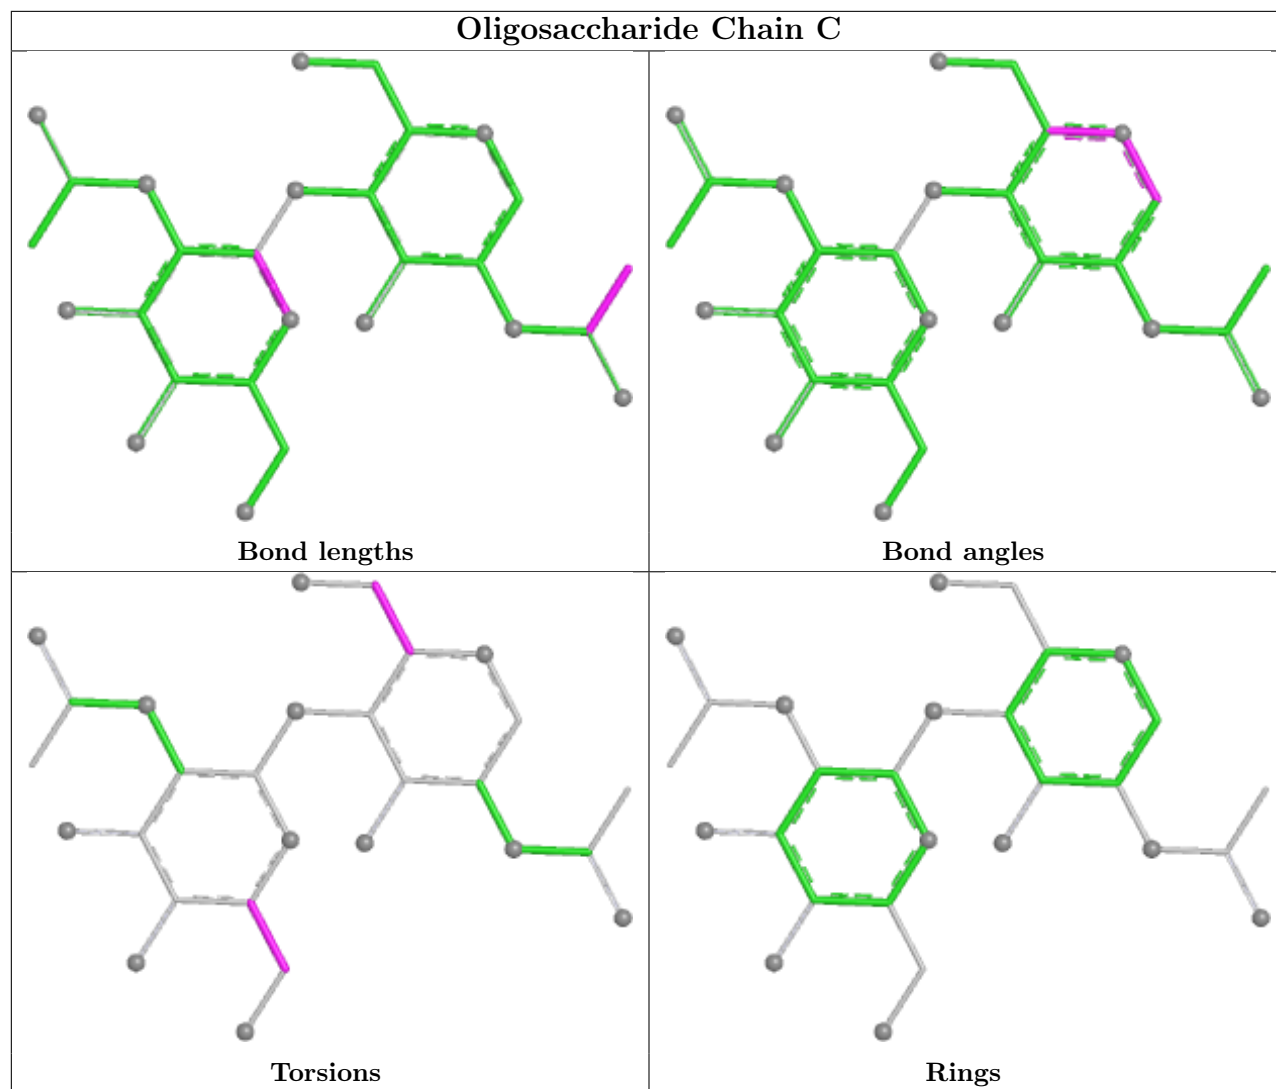 Oligosaccharide Chain C
Bond lengths
Bond angles
Torsions
Rings